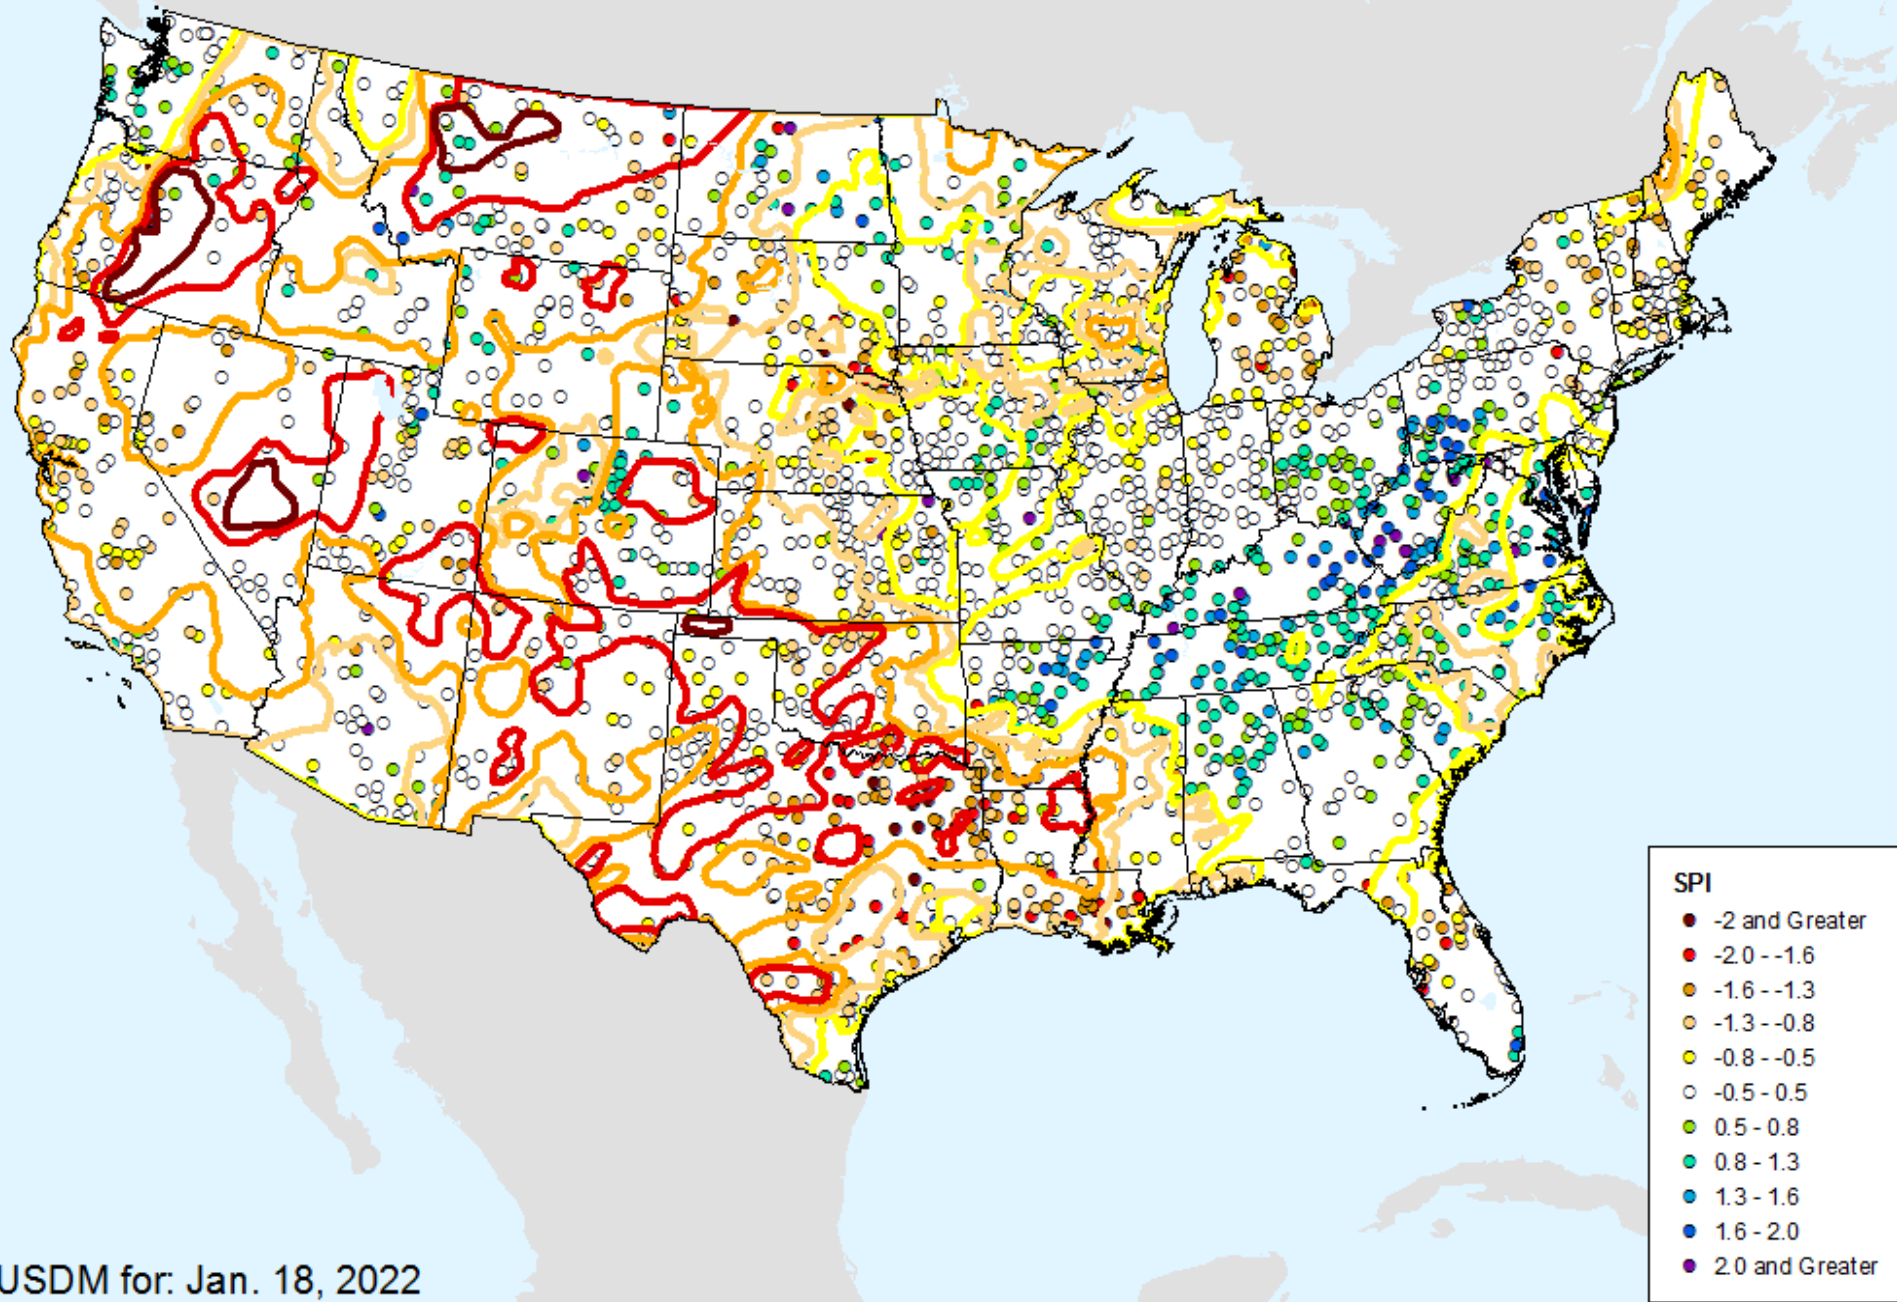 SPI
-2 and Greater
-2.0 - -1.6
-1.6 - -1.3
-1.3 - -0.8
-0.8 - -0.5
-0.5 - 0.5
0.5 - 0.8
0.8 - 1.3
1.3 - 1.6
1.6 - 2.0
2.0 and Greater
USDM for: Jan. 18, 2022